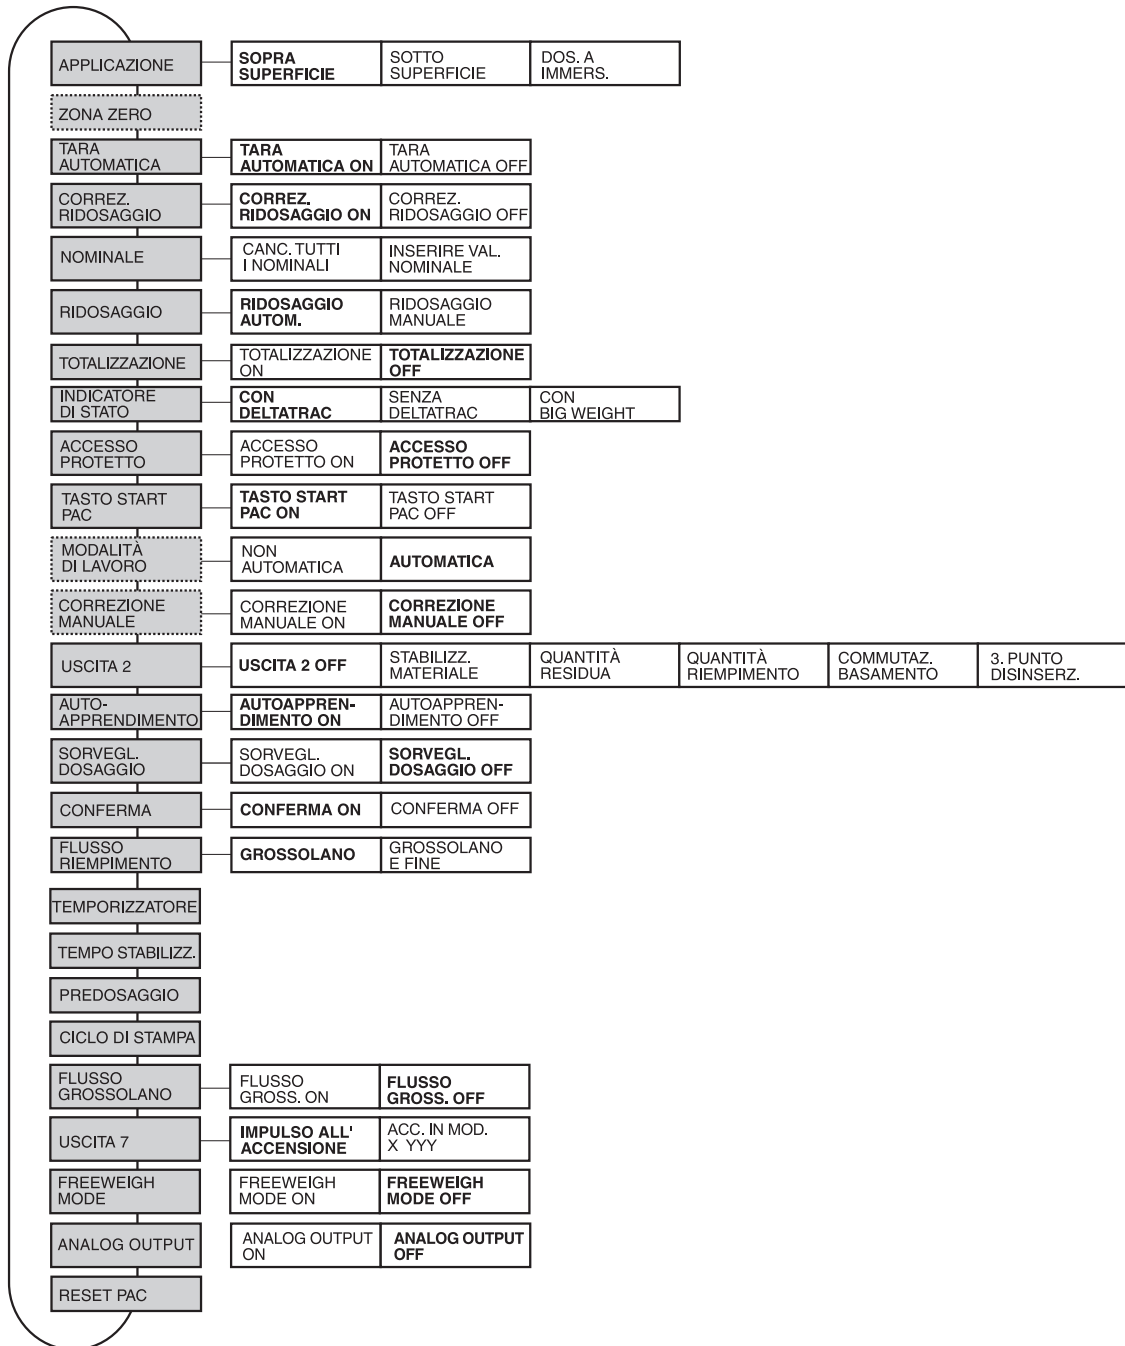 APPLICAZIONE
SOPRA
SUPERFICIE
SOTTO
SUPERFICIE
DOS. A
IMMERS.
ZONA ZERO
TARA
AUTOMATICA
TARA
AUTOMATICA ON
TARA
AUTOMATICA OFF
CORREZ.
RIDOSAGGIO
CORREZ.
RIDOSAGGIO ON
CORREZ.
RIDOSAGGIO OFF
NOMINALE
CANC. TUTTI
I NOMINALI
INSERIRE VAL.
NOMINALE
RIDOSAGGIO
RIDOSAGGIO
AUTOM.
RIDOSAGGIO
MANUALE
TOTALIZZAZIONE
TOTALIZZAZIONE
ON
TOTALIZZAZIONE
OFF
INDICATORE
DI STATO
CON
DELTATRAC
SENZA
DELTATRAC
CON
BIG WEIGHT
ACCESSO
PROTETTO
ACCESSO
PROTETTO ON
ACCESSO
PROTETTO OFF
TASTO START
PAC
TASTO START
PAC ON
TASTO START
PAC OFF
MODALITÀ
DI LAVORO
NON
AUTOMATICA
AUTOMATICA
CORREZIONE
MANUALE
CORREZIONE
MANUALE ON
CORREZIONE
MANUALE OFF
USCITA 2
USCITA 2 OFF
STABILIZZ.
MATERIALE
QUANTITÀ
RESIDUA
QUANTITÀ
RIEMPIMENTO
COMMUTAZ.
BASAMENTO
3. PUNTO
DISINSERZ.
AUTO-
APPRENDIMENTO
AUTOAPPREN-
DIMENTO ON
AUTOAPPREN-
DIMENTO OFF
SORVEGL.
DOSAGGIO
SORVEGL.
DOSAGGIO ON
SORVEGL.
DOSAGGIO OFF
CONFERMA
CONFERMA ON
CONFERMA OFF
FLUSSO
RIEMPIMENTO
GROSSOLANO
GROSSOLANO
E FINE
TEMPORIZZATORE
TEMPO STABILIZZ.
PREDOSAGGIO
CICLO DI STAMPA
FLUSSO
GROSSOLANO
FLUSSO
GROSS. ON
FLUSSO
GROSS. OFF
USCITA 7
IMPULSO ALL'
ACCENSIONE
ACC. IN MOD.
X YYY
FREEWEIGH
MODE
FREEWEIGH
MODE ON
FREEWEIGH
MODE OFF
ANALOG OUTPUT
ANALOG OUTPUT
ON
ANALOG OUTPUT
OFF
RESET PAC